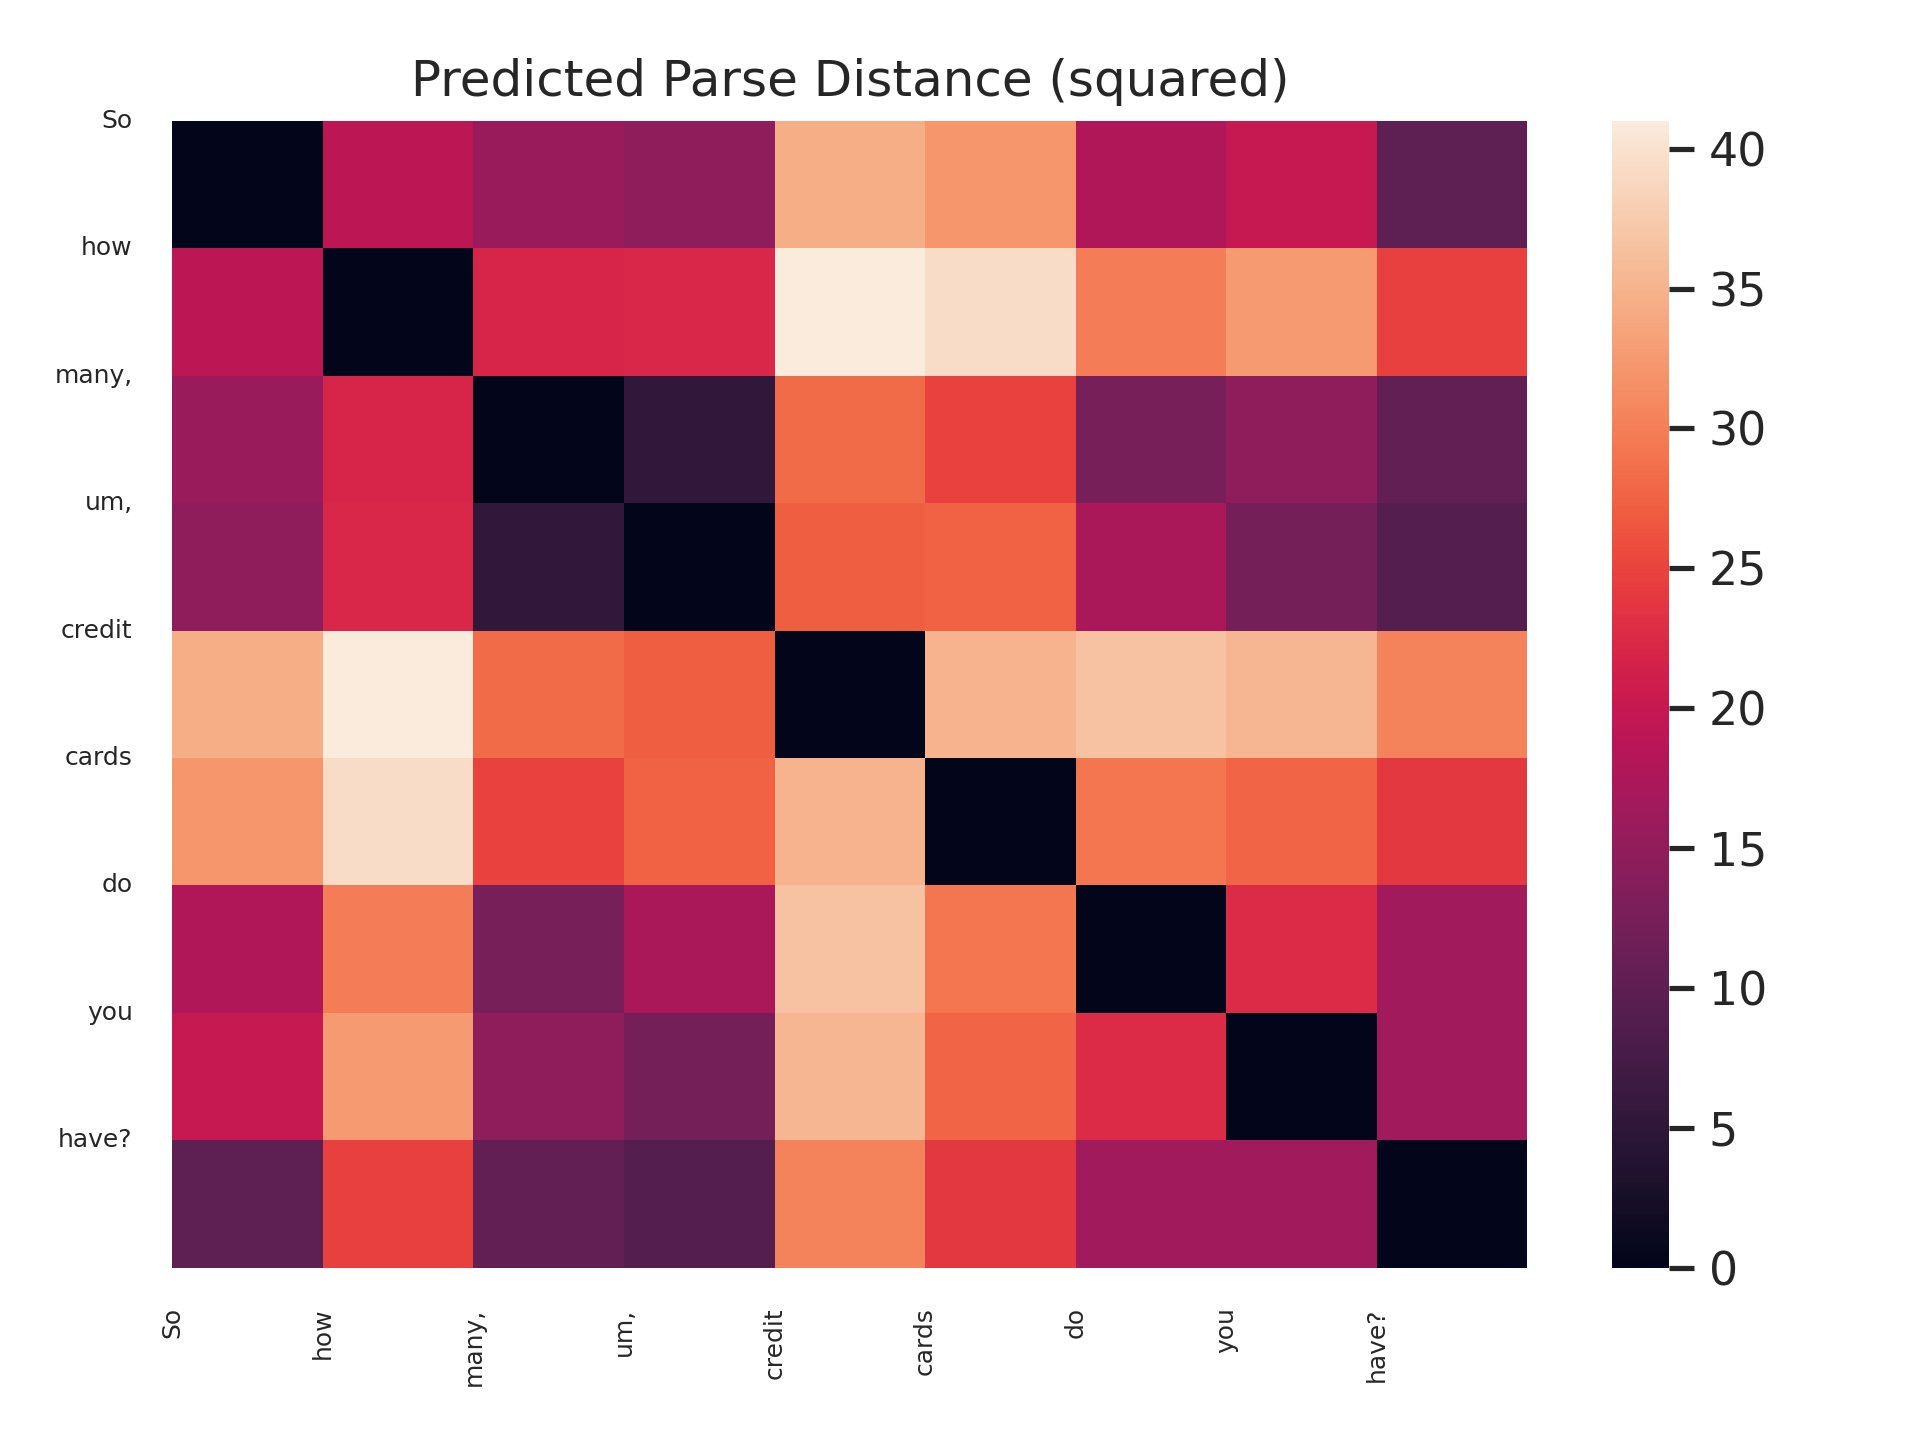 Predicted Parse Distance (squared)
So
how
many,
um,
credit
cards
do
you
have?
So
how
many,
um,
credit
cards
do
you
have?
40
35
30
25
20
15
10
5
0